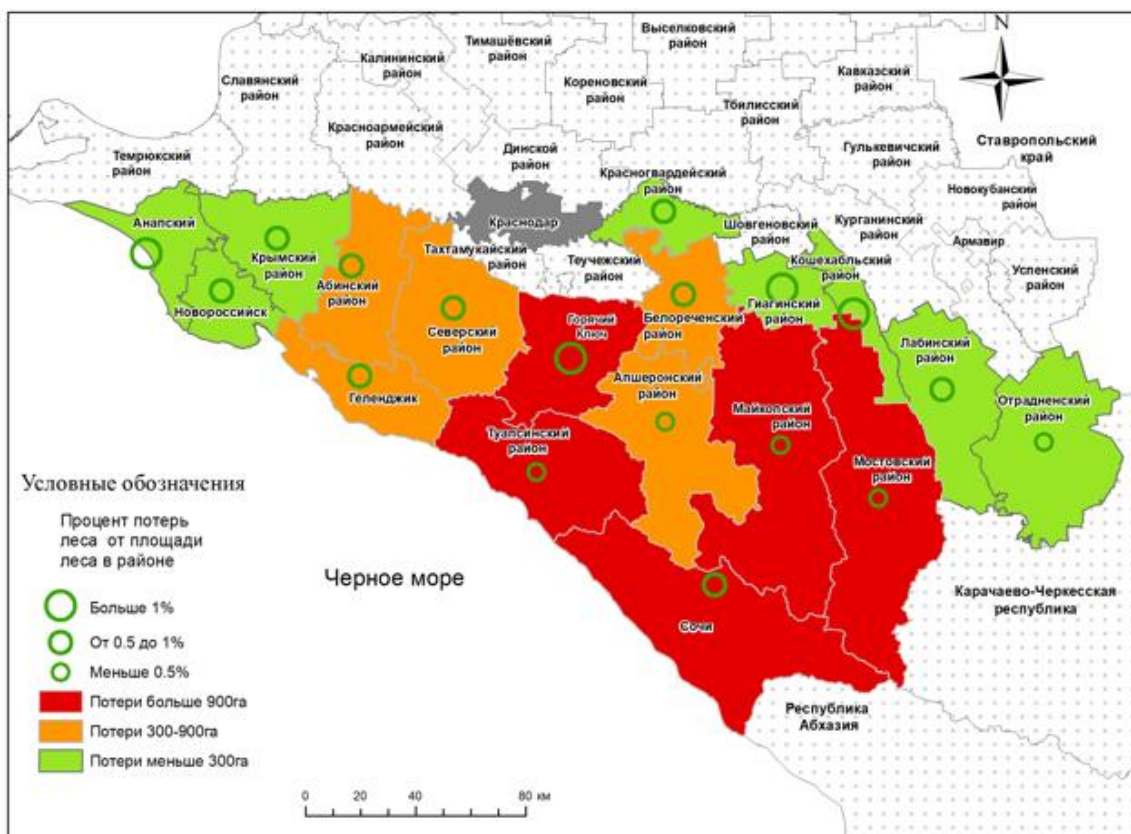 Выселковский
район
N
Тимашёвский
район
Калининский
район
Кореновский
район
Кавказский
район
Славянский
район
Тбилисский
район
Красноармейский
район
Ставропольский
край
Динской
район
Гулькевичский
район
Темрюкский
район
Красногвардейский
район
Новокубанский
район
Анапский
Краснодар
Шовгеновский
район
Курганинский
район
Армавир
Тахтамукайский
район
Теучежский
район
Кошехабльский
район
Успенский
район
Крымский
район
Абинский
район
Новороссийск
Гиагинский
район
Северский
район
Горячий
Ключ
Белореченский
район
Лабинский
район
Геленджик
Апшеронский
район
Майкопский
район
Отрадненский
район
Туапсинский
район
Мостовский
район
Условные обозначения
Процент потерь
леса от площади
леса в районе
Больше 1%
От 0.5 до 1%
Меньше 0.5%
Потери больше 900га
Потери 300-900га
Потери меньше 300га
Черное море
Карачаево-Черкесская
республика
Сочи
Республика
Абхазия
0 20 40 80 км